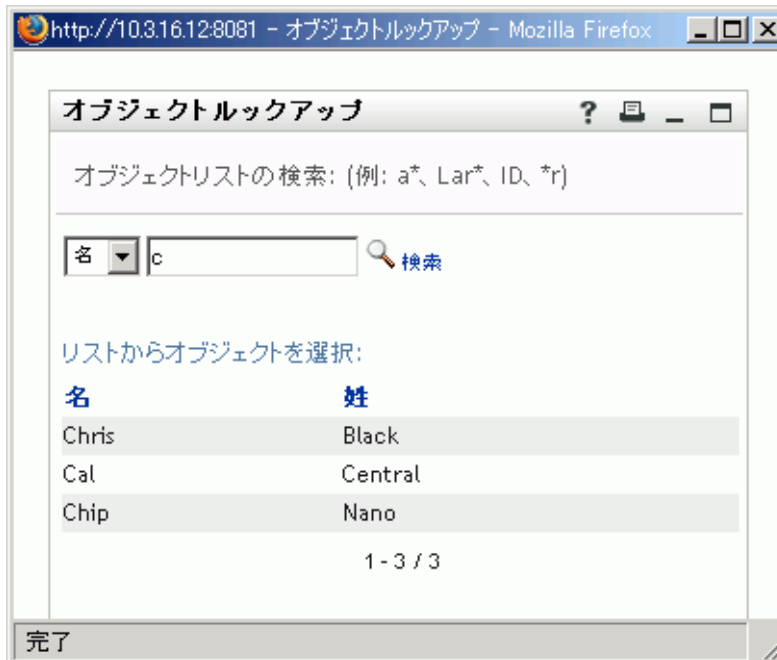 http://10.3.16.12:8081 - オブジェクトルックアップ - Mozilla Firefox
オブジェクトルックアップ ?
オブジェクトリストの検索: (例: a*、Lar*、ID、*r)
名 c 検索
リストからオブジェクトを選択:
名 姓
Chris Black
Cal Central
Chip Nano
1 - 3 / 3
完了